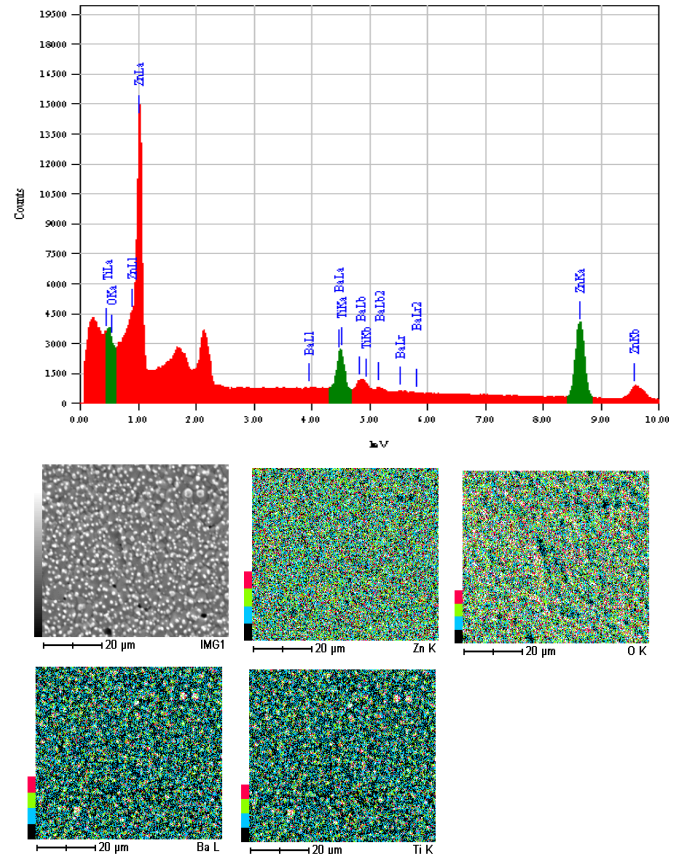 19500
18000
16500
15000
13500
12000
10500
9000
7500
6000
4500
3000
1500
0
Counts
TiLa
OKa
ZnLl
ZnLa
BaLl
TiKa
BaLa
BaLb
TiKb
BaLb2
BaLr
BaLr2
ZnKa
ZnKb
0.00 1.00 2.00 3.00 4.00 5.00 6.00 7.00 8.00 9.00 10.00
keV
20 µm IMG1
20 µm Zn K
20 µm O K
20 µm Ba L
20 µm Ti K